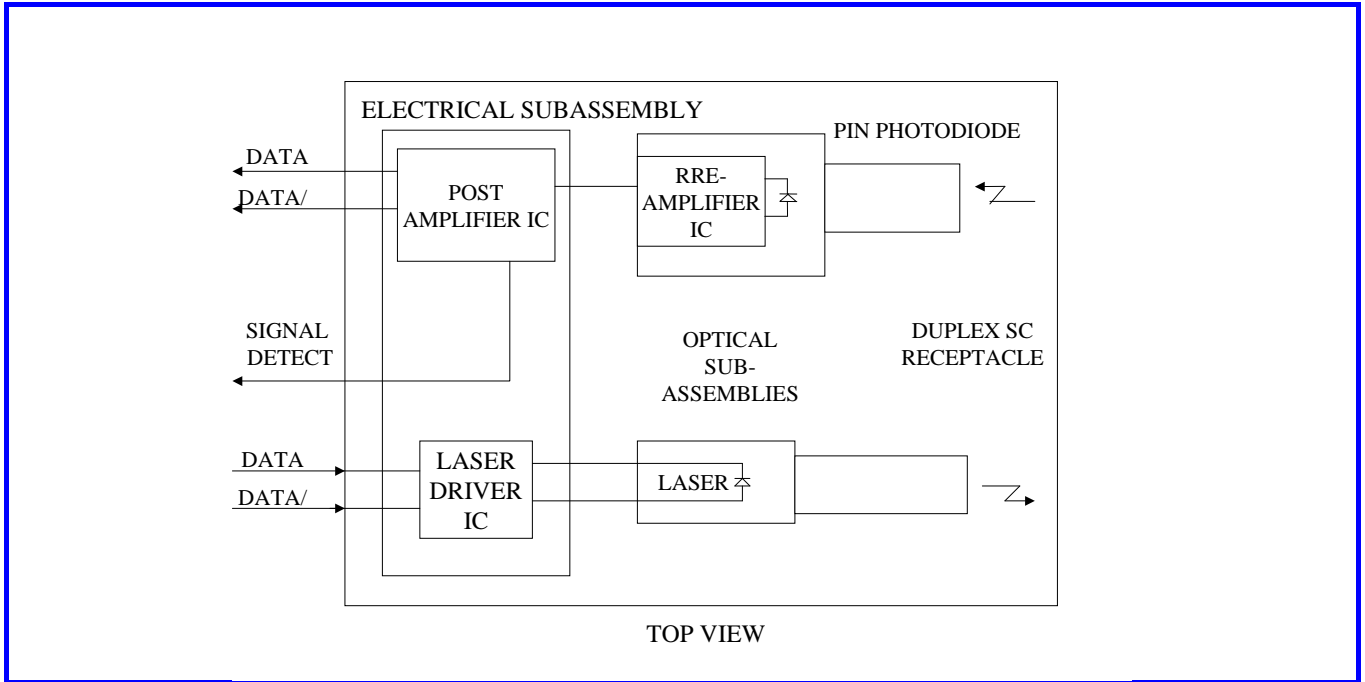 ELECTRICAL SUBASSEMBLY
PIN PHOTODIODE
DATA
DATA/
POST
AMPLIFIER IC
RRE-
AMPLIFIER
IC
SIGNAL
DETECT
OPTICAL
SUB-
ASSEMBLIES
DUPLEX SC
RECEPTACLE
DATA
DATA/
LASER
DRIVER
IC
LASER
TOP VIEW